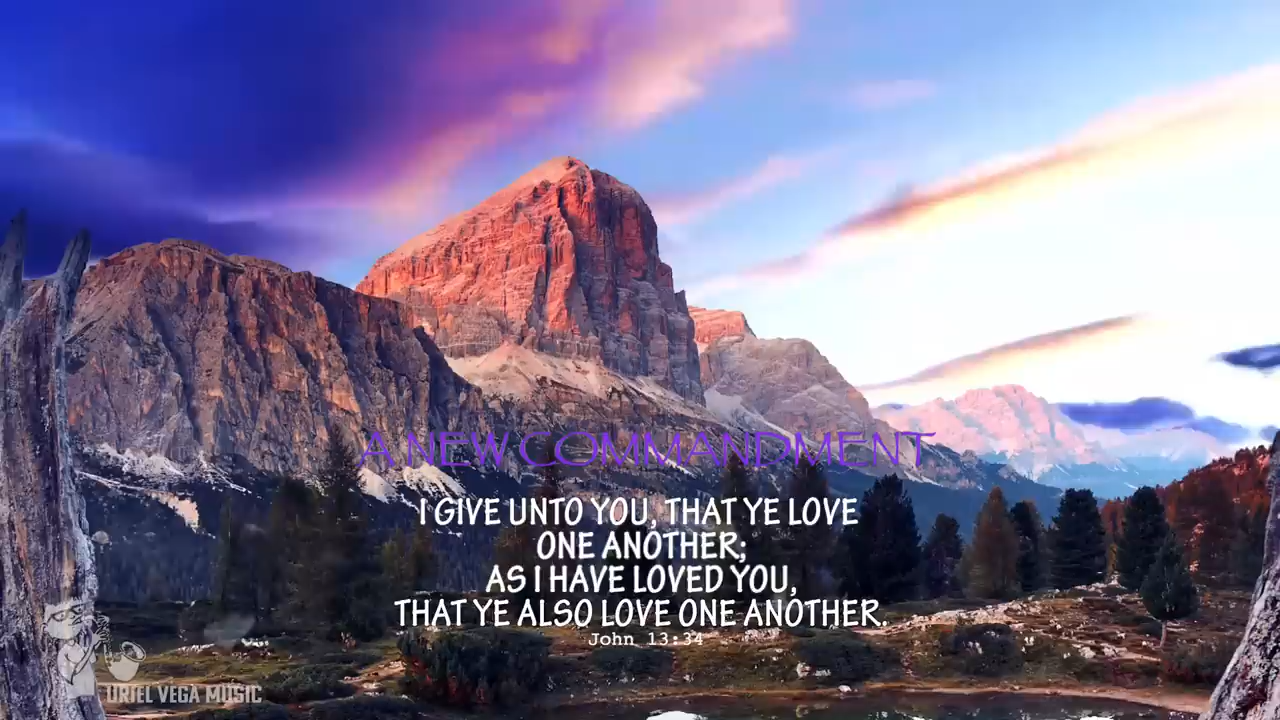 A NEW COMMANDMENT
I GIVE UNTO YOU, THAT YE LOVE
ONE ANOTHER;
AS I HAVE LOVED YOU,
THAT YE ALSO LOVE ONE ANOTHER.
John 13:34
URIEL VEGA MUSIC